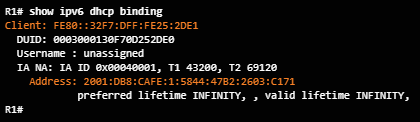 R1# show ipv6 dhcp binding
Client: FE80::32F7:DFF:FE25:2DE1
DUID: 0003000130F70D252DE0
Username : unassigned
IA NA: IA ID 0x00040001, T1 43200, T2 69120
Address: 2001:DB8:CAFE:1:5844:47B2:2603:C171
preferred lifetime INFINITY, , valid lifetime INFINITY,
R1#